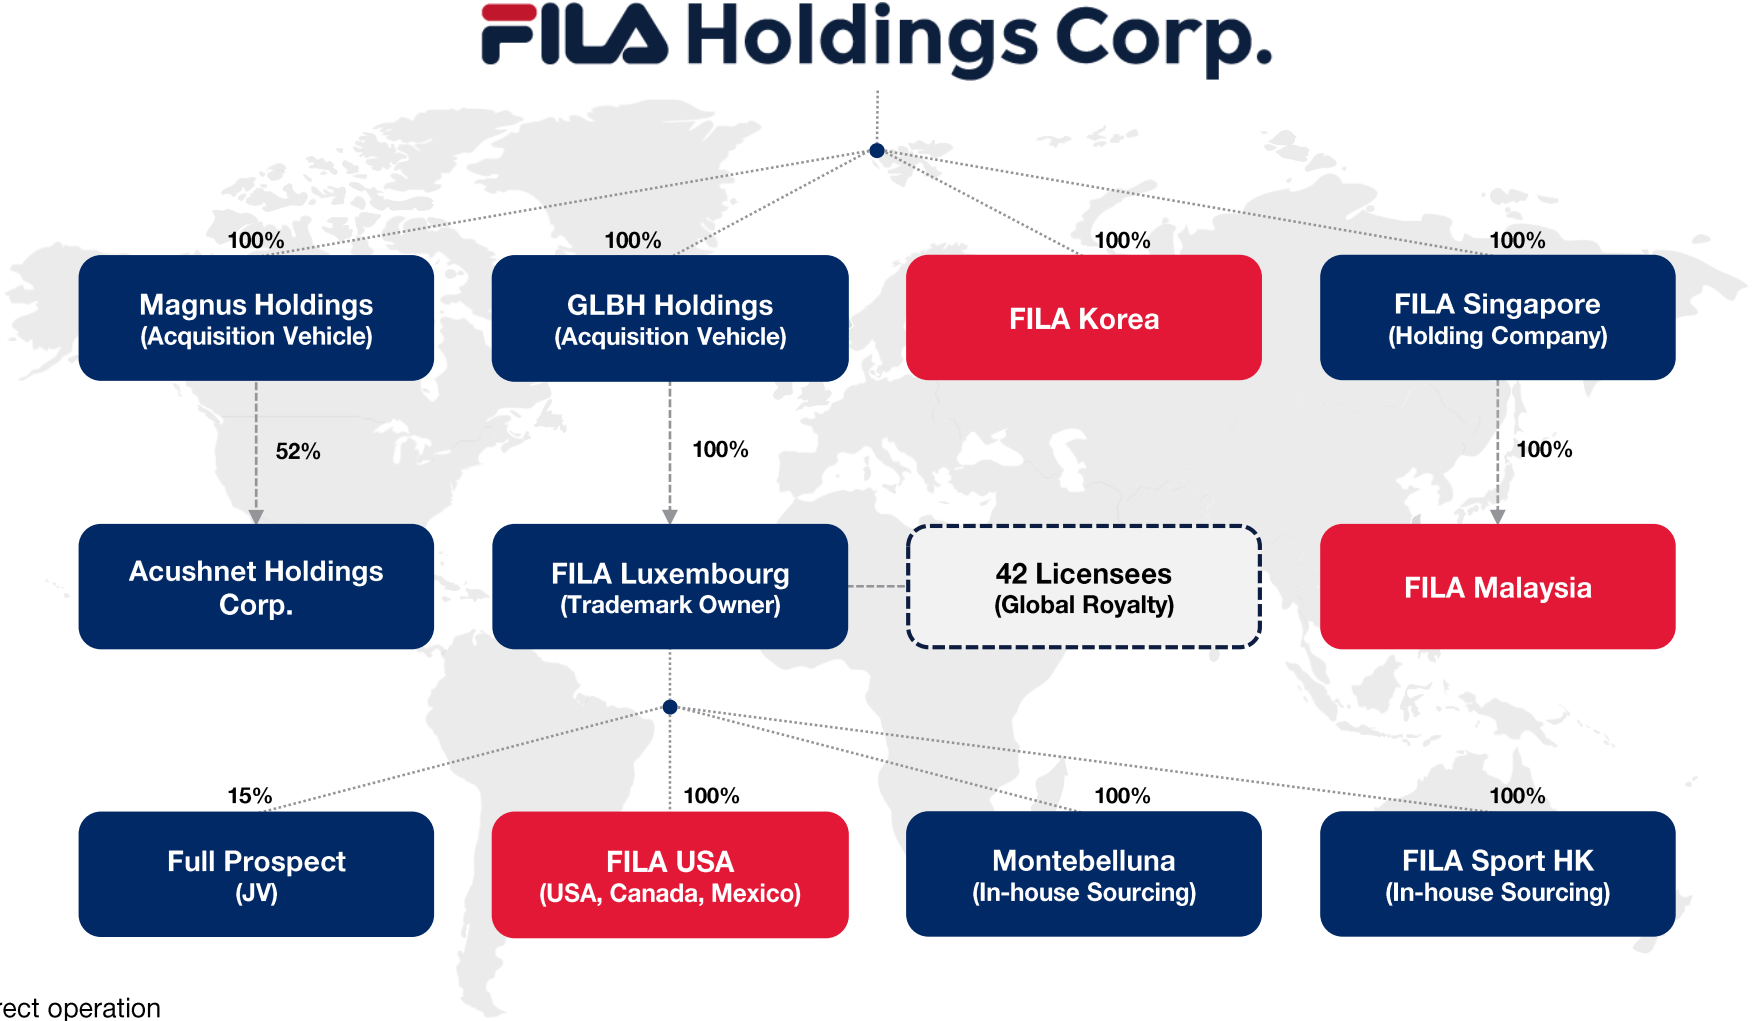 FILA Holdings Corp.
100%
100%
100%
100%
Magnus Holdings
(Acquisition Vehicle)
GLBH Holdings
(Acquisition Vehicle)
FILA Korea
FILA Singapore
(Holding Company)
52%
100%
100%
Acushnet Holdings
Corp.
FILA Luxembourg
(Trademark Owner)
42 Licensees
(Global Royalty)
FILA Malaysia
15%
100%
100%
100%
Full Prospect
(JV)
FILA USA
(USA, Canada, Mexico)
Montebelluna
(In-house Sourcing)
FILA Sport HK
(In-house Sourcing)
rect operation